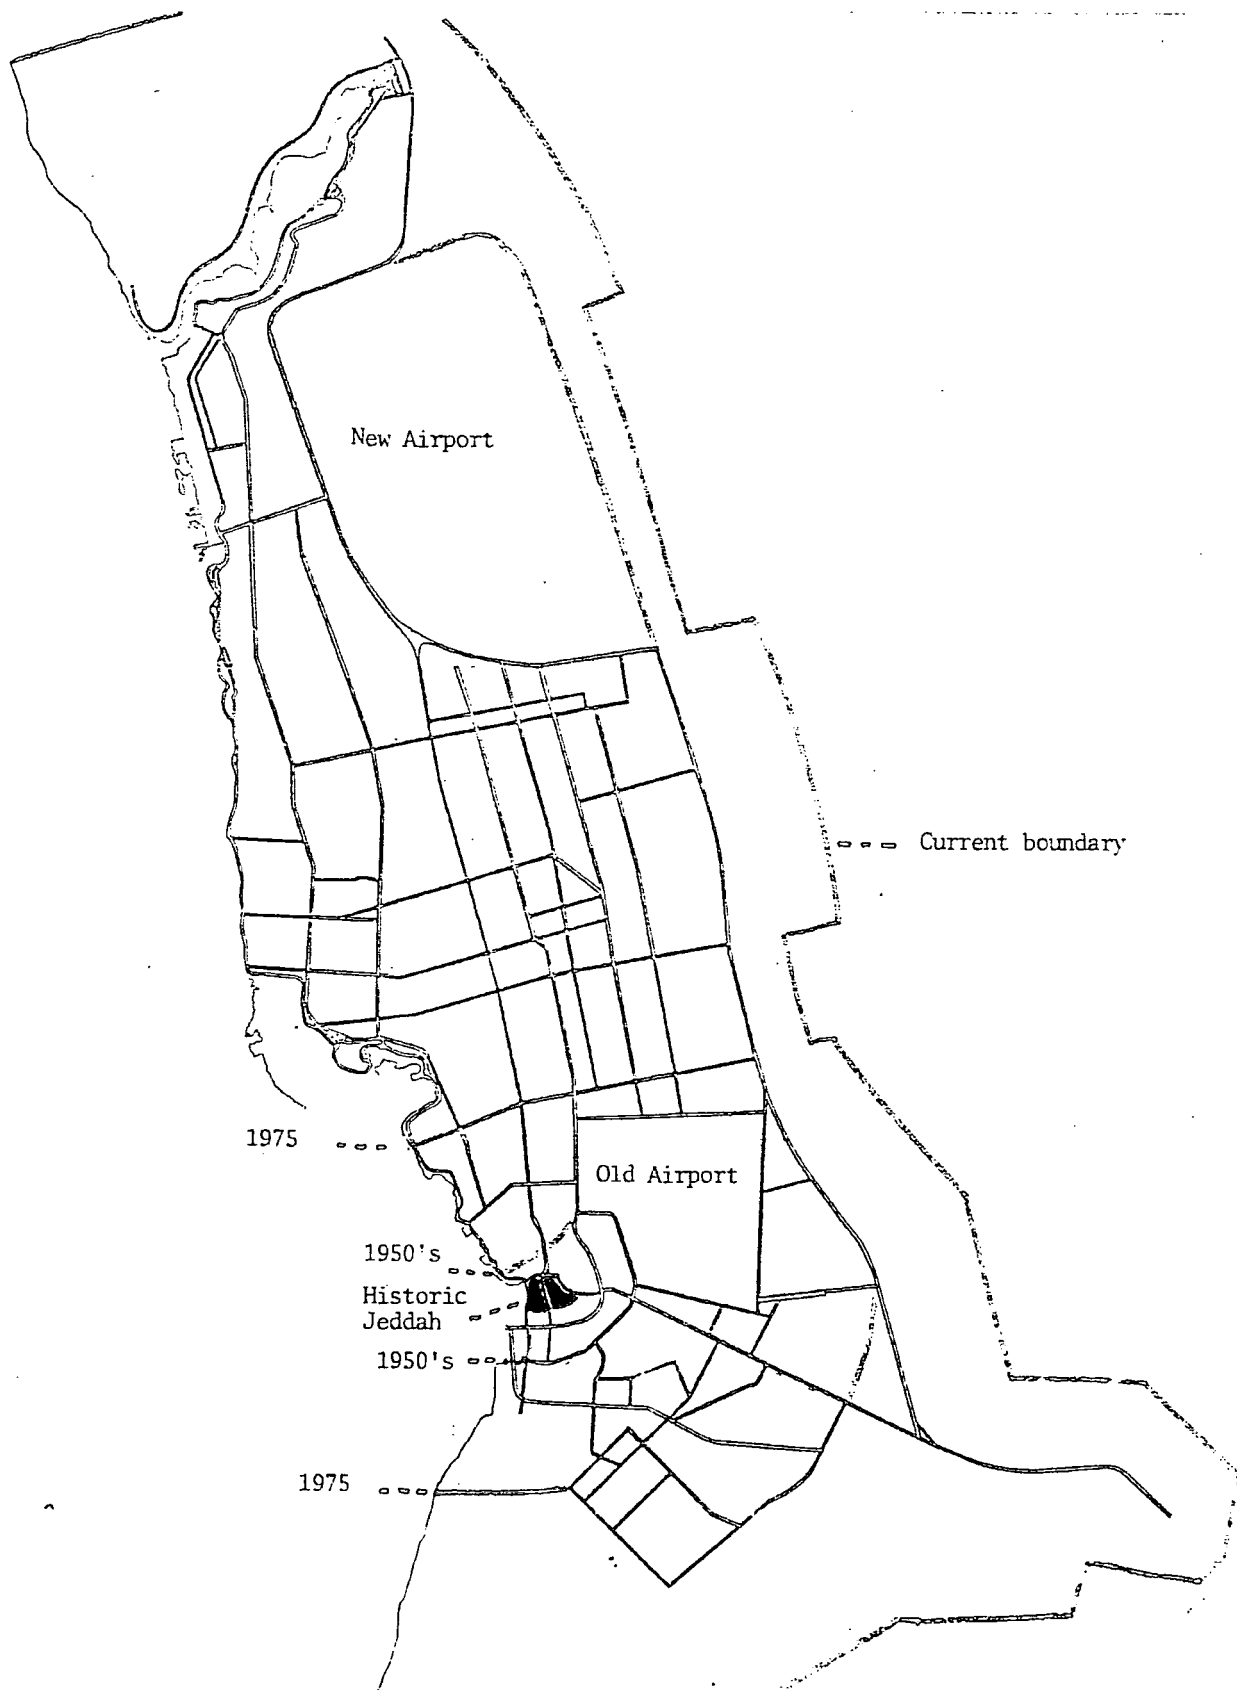 New Airport
Current boundary
1975
Old Airport
1950's
Historic
Jeddah
1950's
1975